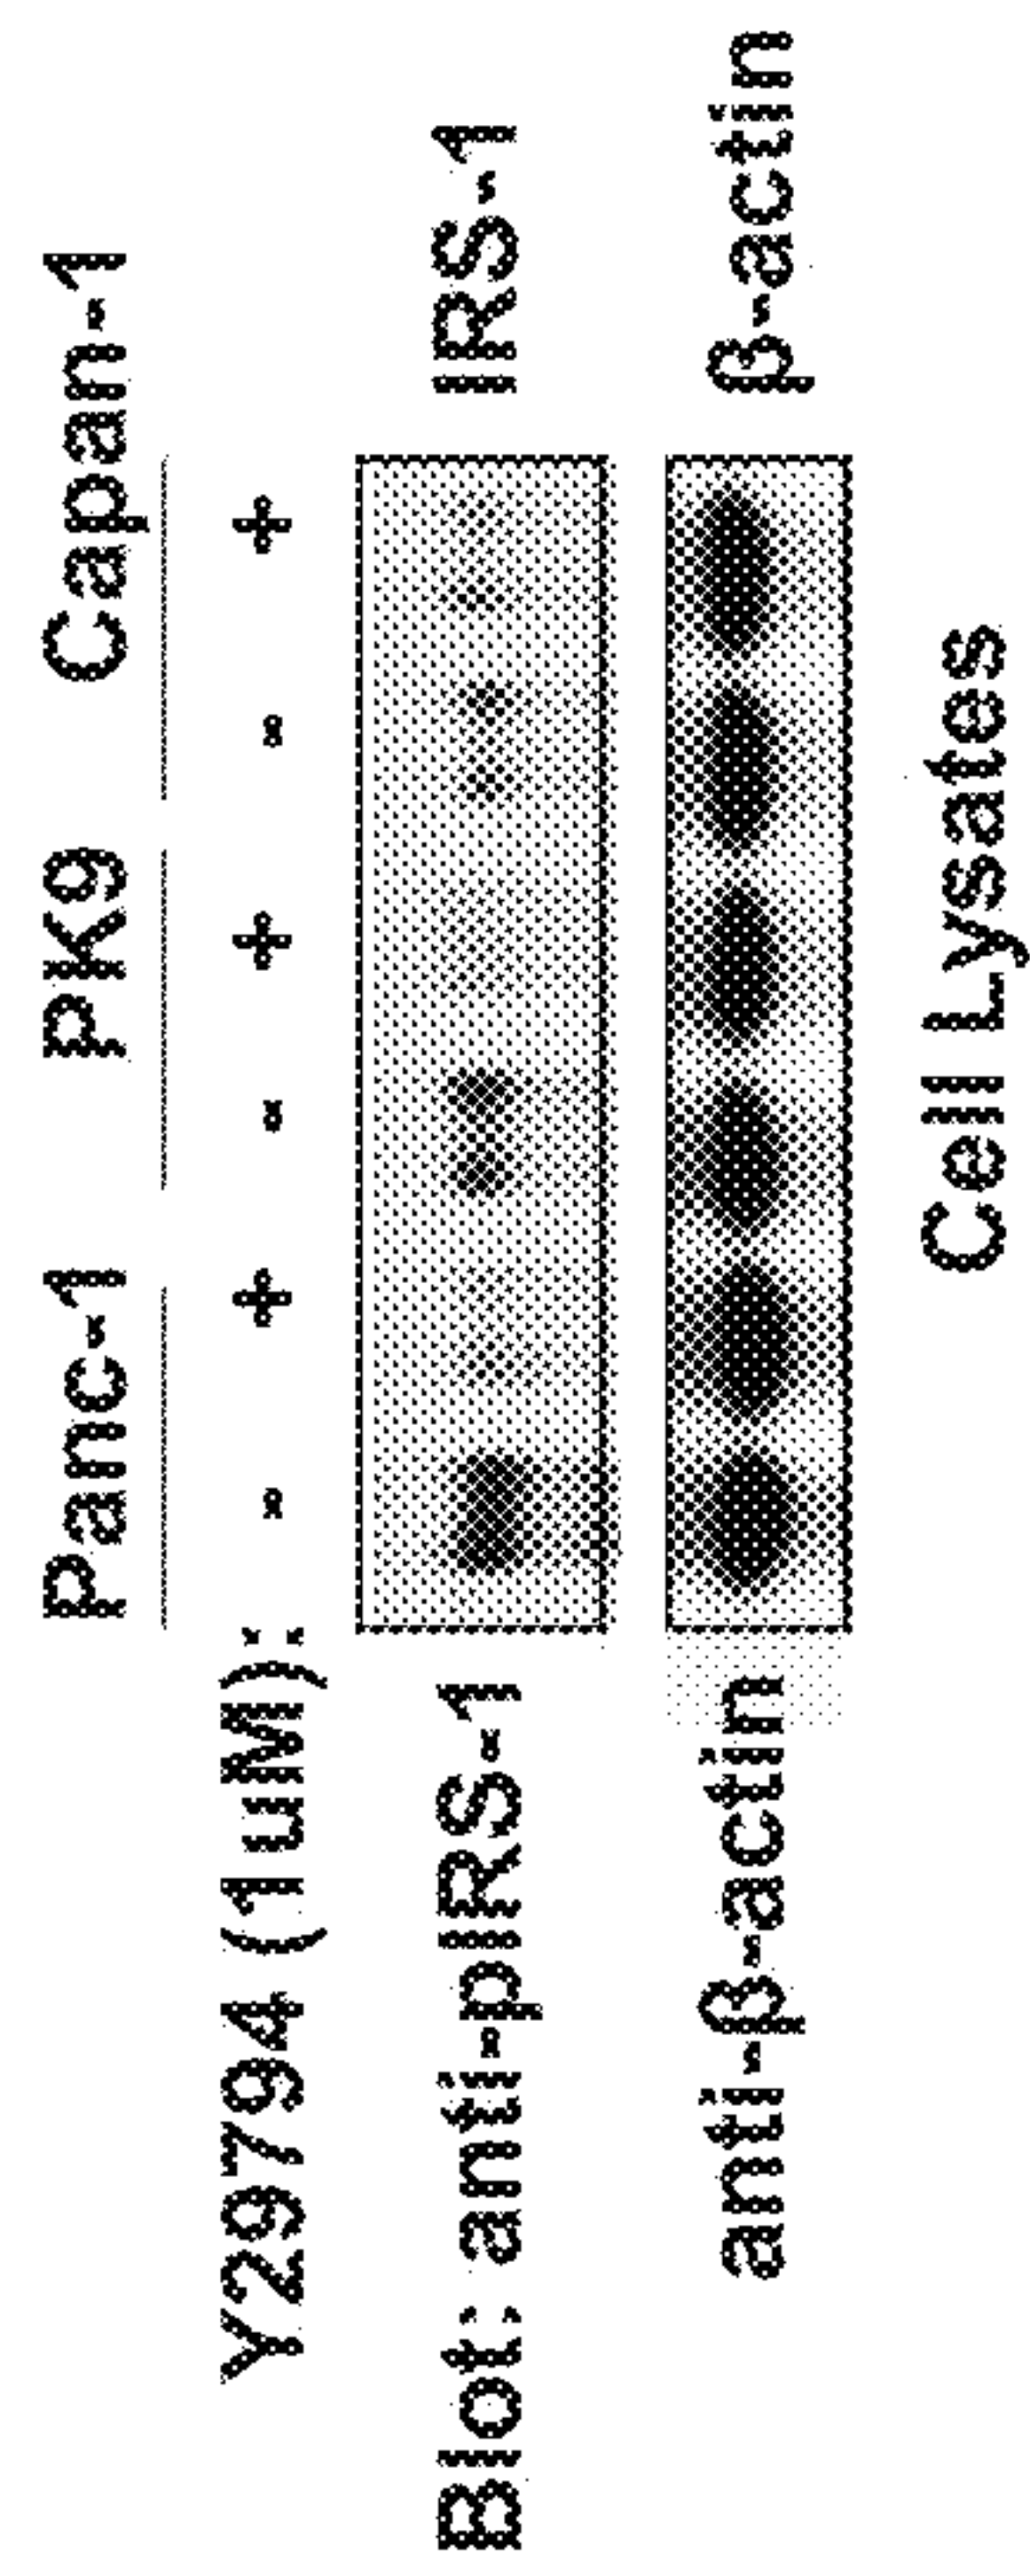 Panc-1 PK9 Capan-1
Y29794 (1uM): - + - + - +
Blot: anti-pIRS-1 IRS-1
anti-β-actin β-actin
Cell Lysates